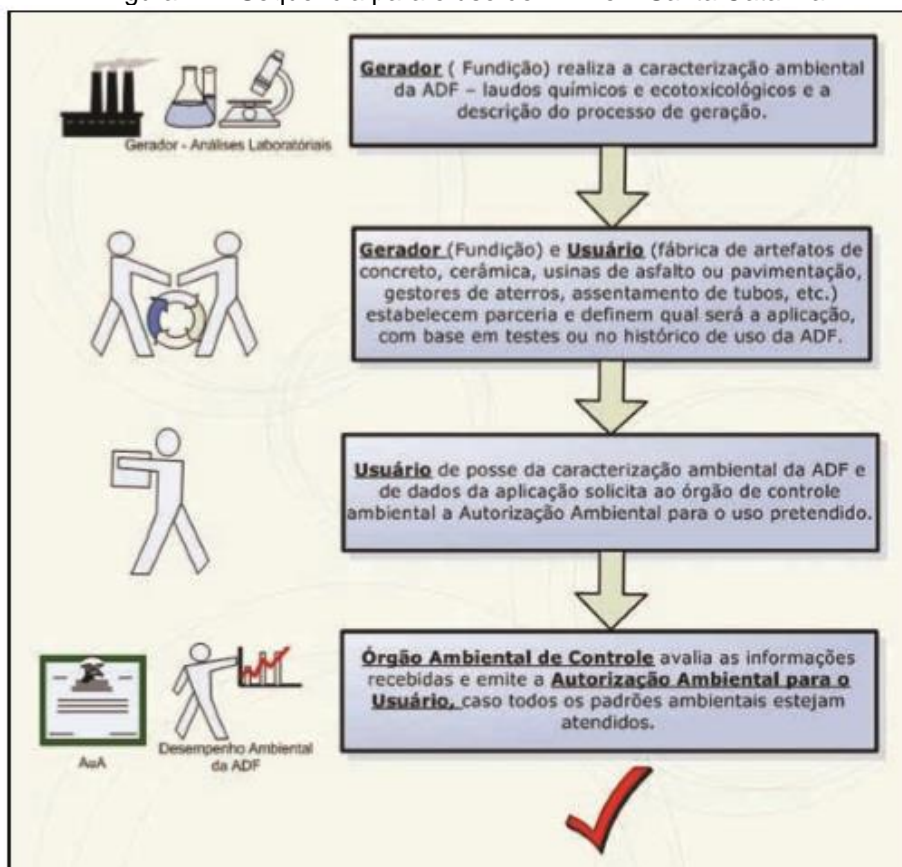 Gerador ( Fundição) realiza a caracterização ambiental
da ADF – laudos químicos e ecotoxicológicos e a
descrição do processo de geração.
Gerador - Análises Laboratóriais
Gerador (Fundição) e Usuário (fábrica de artefatos de
concreto, cerâmica, usinas de asfalto ou pavimentação,
gestores de aterros, assentamento de tubos, etc.)
estabelecem parceria e definem qual será a aplicação,
com base em testes ou no histórico de uso da ADF.
Usuário de posse da caracterização ambiental da ADF e
de dados da aplicação solicita ao órgão de controle
ambiental a Autorização Ambiental para o uso pretendido.
Órgão Ambiental de Controle avalia as informações
recebidas e emite a Autorização Ambiental para o
Usuário, caso todos os padrões ambientais estejam
atendidos.
AuA
Desempenho Ambiental
da ADF